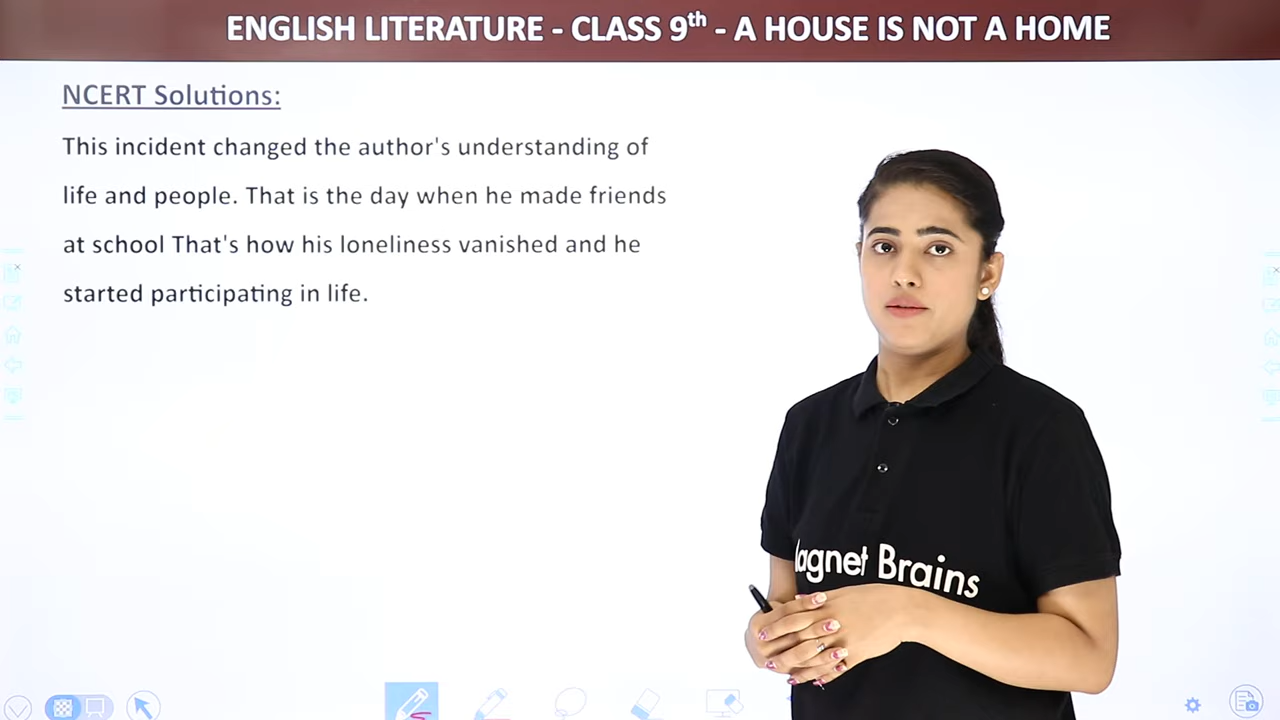 ENGLISH LITERATURE - CLASS 9th - A HOUSE IS NOT A HOME
NCERT Solutions:
This incident changed the author's understanding of
life and people. That is the day when he made friends
at school That's how his loneliness vanished and he
started participating in life.
agnet Brains